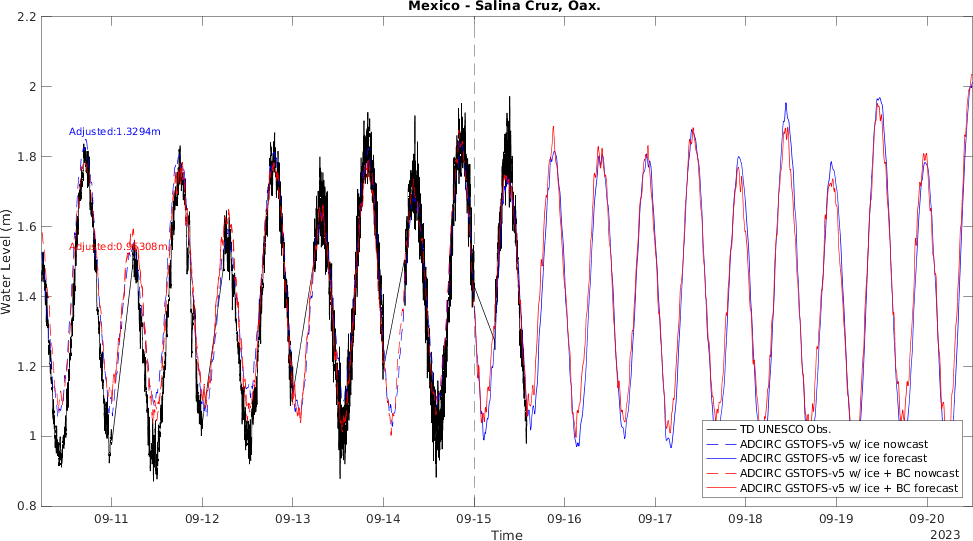 Mexico - Salina Cruz, Oax.
2.2
2
1.8
1.6
1.4
1.2
1
0.8
Water Level (m)
Adjusted:1.3294m
Adjusted:0.95308m
TD UNESCO Obs.
ADCIRC GSTOFS-v5 w/ ice nowcast
ADCIRC GSTOFS-v5 w/ ice forecast
ADCIRC GSTOFS-v5 w/ ice + BC nowcast
ADCIRC GSTOFS-v5 w/ ice + BC forecast
09-11 09-12 09-13 09-14 09-15 09-16 09-17 09-18 09-19 09-20
Time
2023